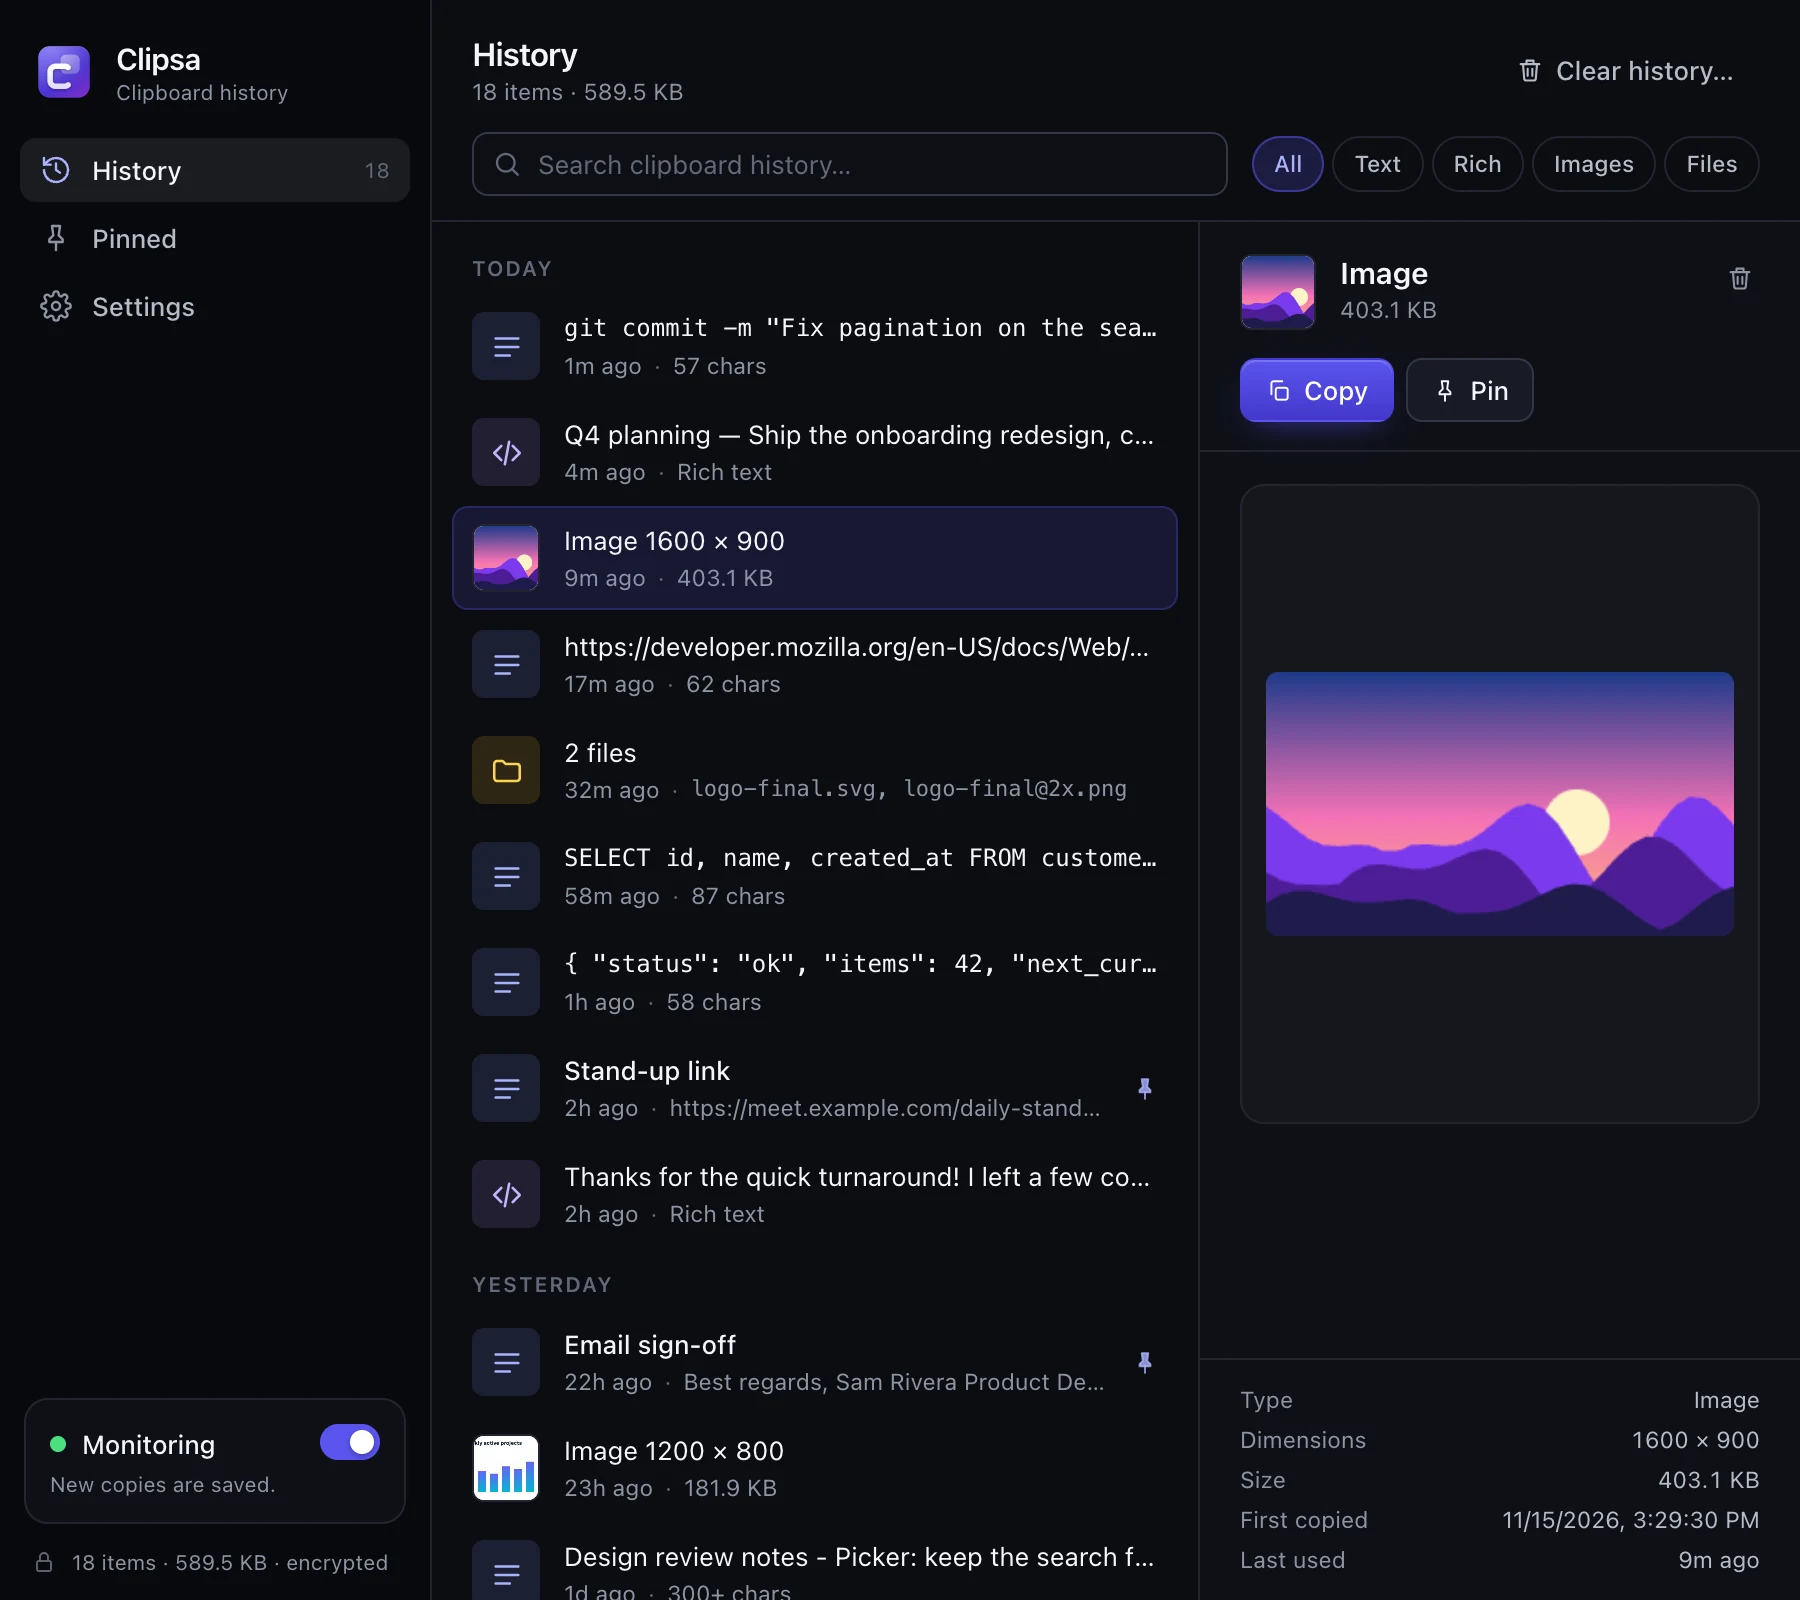 Clipsa
Clipboard history
History 18
Pinned
Settings
Monitoring
New copies are saved.
18 items · 589.5 KB · encrypted
History
18 items · 589.5 KB
Clear history...
Search clipboard history...
All Text Rich Images Files
TODAY
git commit -m "Fix pagination on the sea…
1m ago · 57 chars
Q4 planning — Ship the onboarding redesign, c...
4m ago · Rich text
Image 1600 × 900
9m ago · 403.1 KB
https://developer.mozilla.org/en-US/docs/Web/...
17m ago · 62 chars
2 files
32m ago · logo-final.svg, logo-final@2x.png
SELECT id, name, created_at FROM custome…
58m ago · 87 chars
{ "status": "ok", "items": 42, "next_cur…
1h ago · 58 chars
Stand-up link
2h ago · https://meet.example.com/daily-stand...
Thanks for the quick turnaround! I left a few co...
2h ago · Rich text
YESTERDAY
Email sign-off
22h ago · Best regards, Sam Rivera Product De...
Image 1200 × 800
23h ago · 181.9 KB
active projects
Design review notes - Picker: keep the search f...
1d ago · 300+ chars
Image
403.1 KB
Copy
Pin
Type Image
Dimensions 1600 × 900
Size 403.1 KB
First copied 11/15/2026, 3:29:30 PM
Last used 9m ago